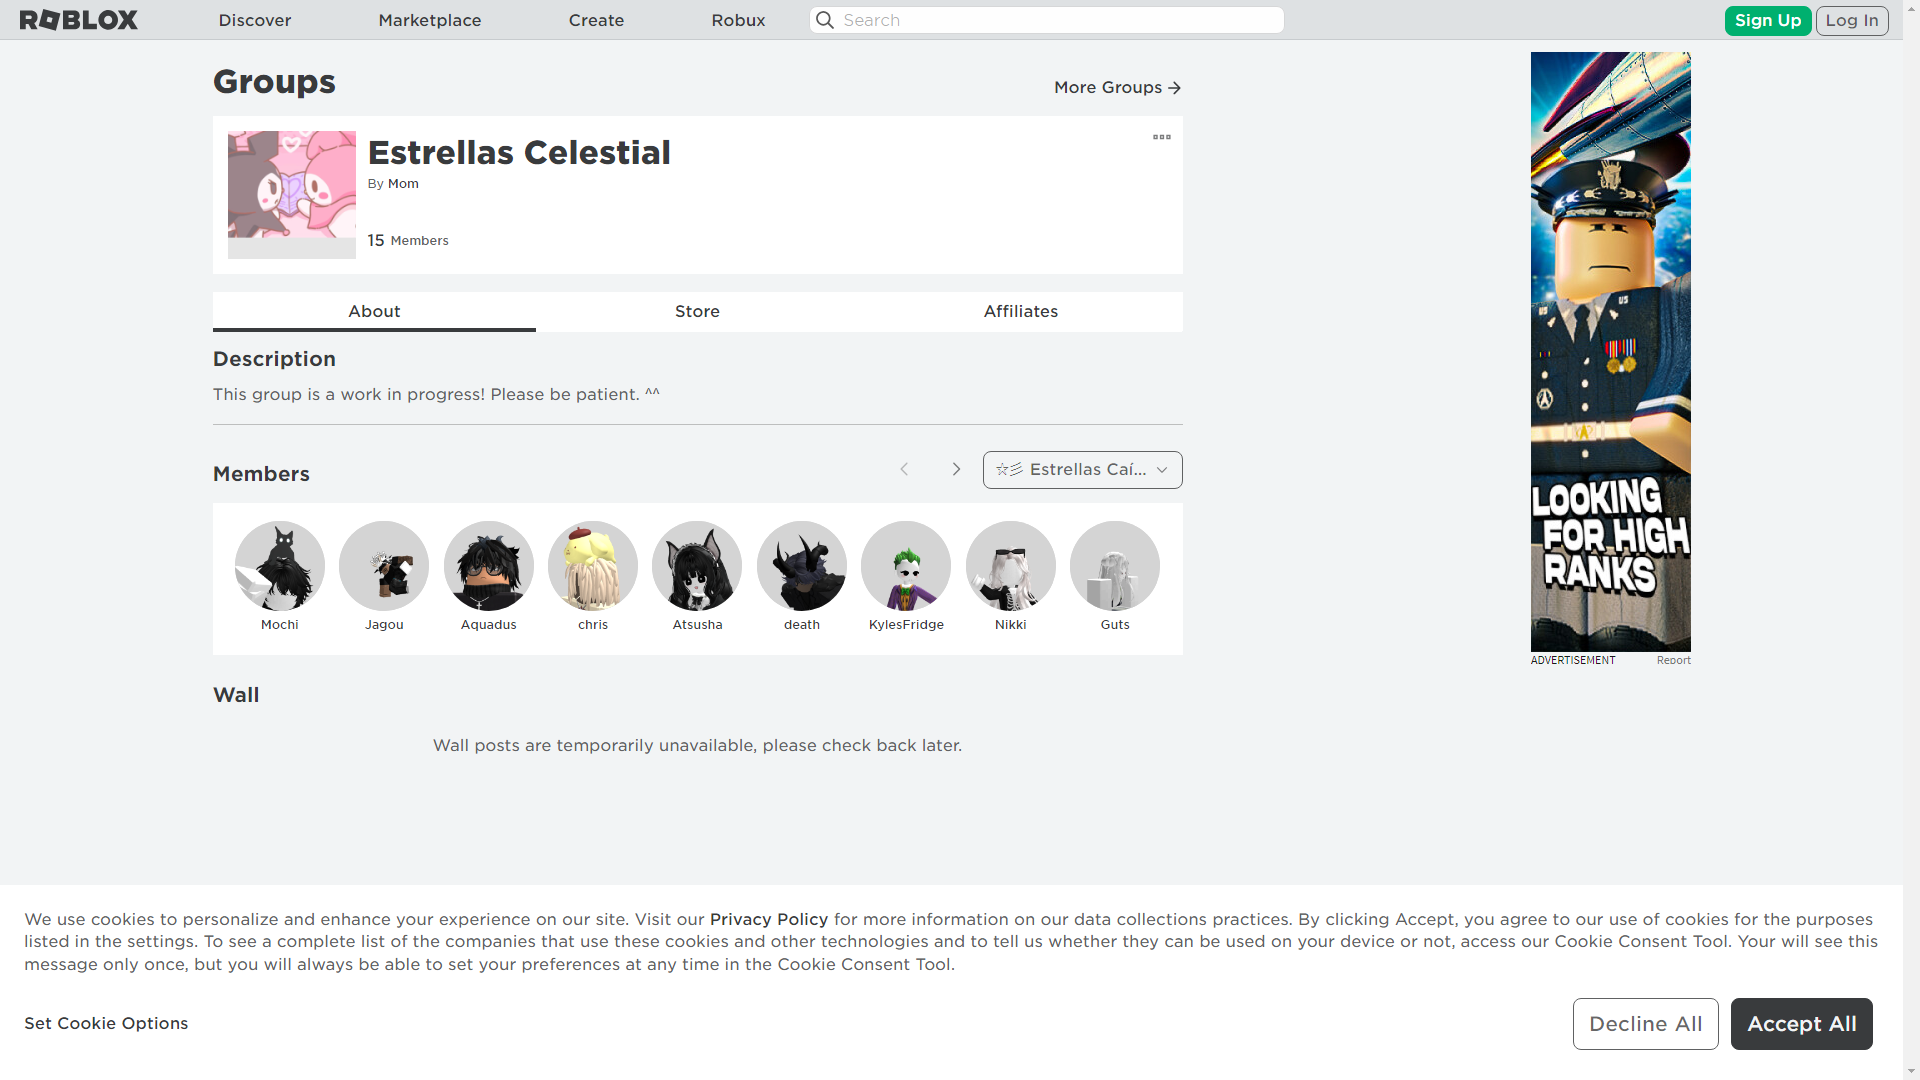 ROBLOX
Discover
Marketplace
Create
Robux
Search
Sign Up
Log In
Groups
More Groups
Estrellas Celestial
By Mom
15 Members
About
Store
Affiliates
Description
This group is a work in progress! Please be patient. ^^
Members
☆彡 Estrellas Caí...
Mochi
Jagou
Aquadus
chris
Atsusha
death
KylesFridge
Nikki
Guts
Wall
Wall posts are temporarily unavailable, please check back later.
US
US
LOOKING
FOR HIGH
RANKS
ADVERTISEMENT
Report
We use cookies to personalize and enhance your experience on our site. Visit our Privacy Policy for more information on our data collections practices. By clicking Accept, you agree to our use of cookies for the purposes
listed in the settings. To see a complete list of the companies that use these cookies and other technologies and to tell us whether they can be used on your device or not, access our Cookie Consent Tool. Your will see this
message only once, but you will always be able to set your preferences at any time in the Cookie Consent Tool.
Set Cookie Options
Decline All
Accept All